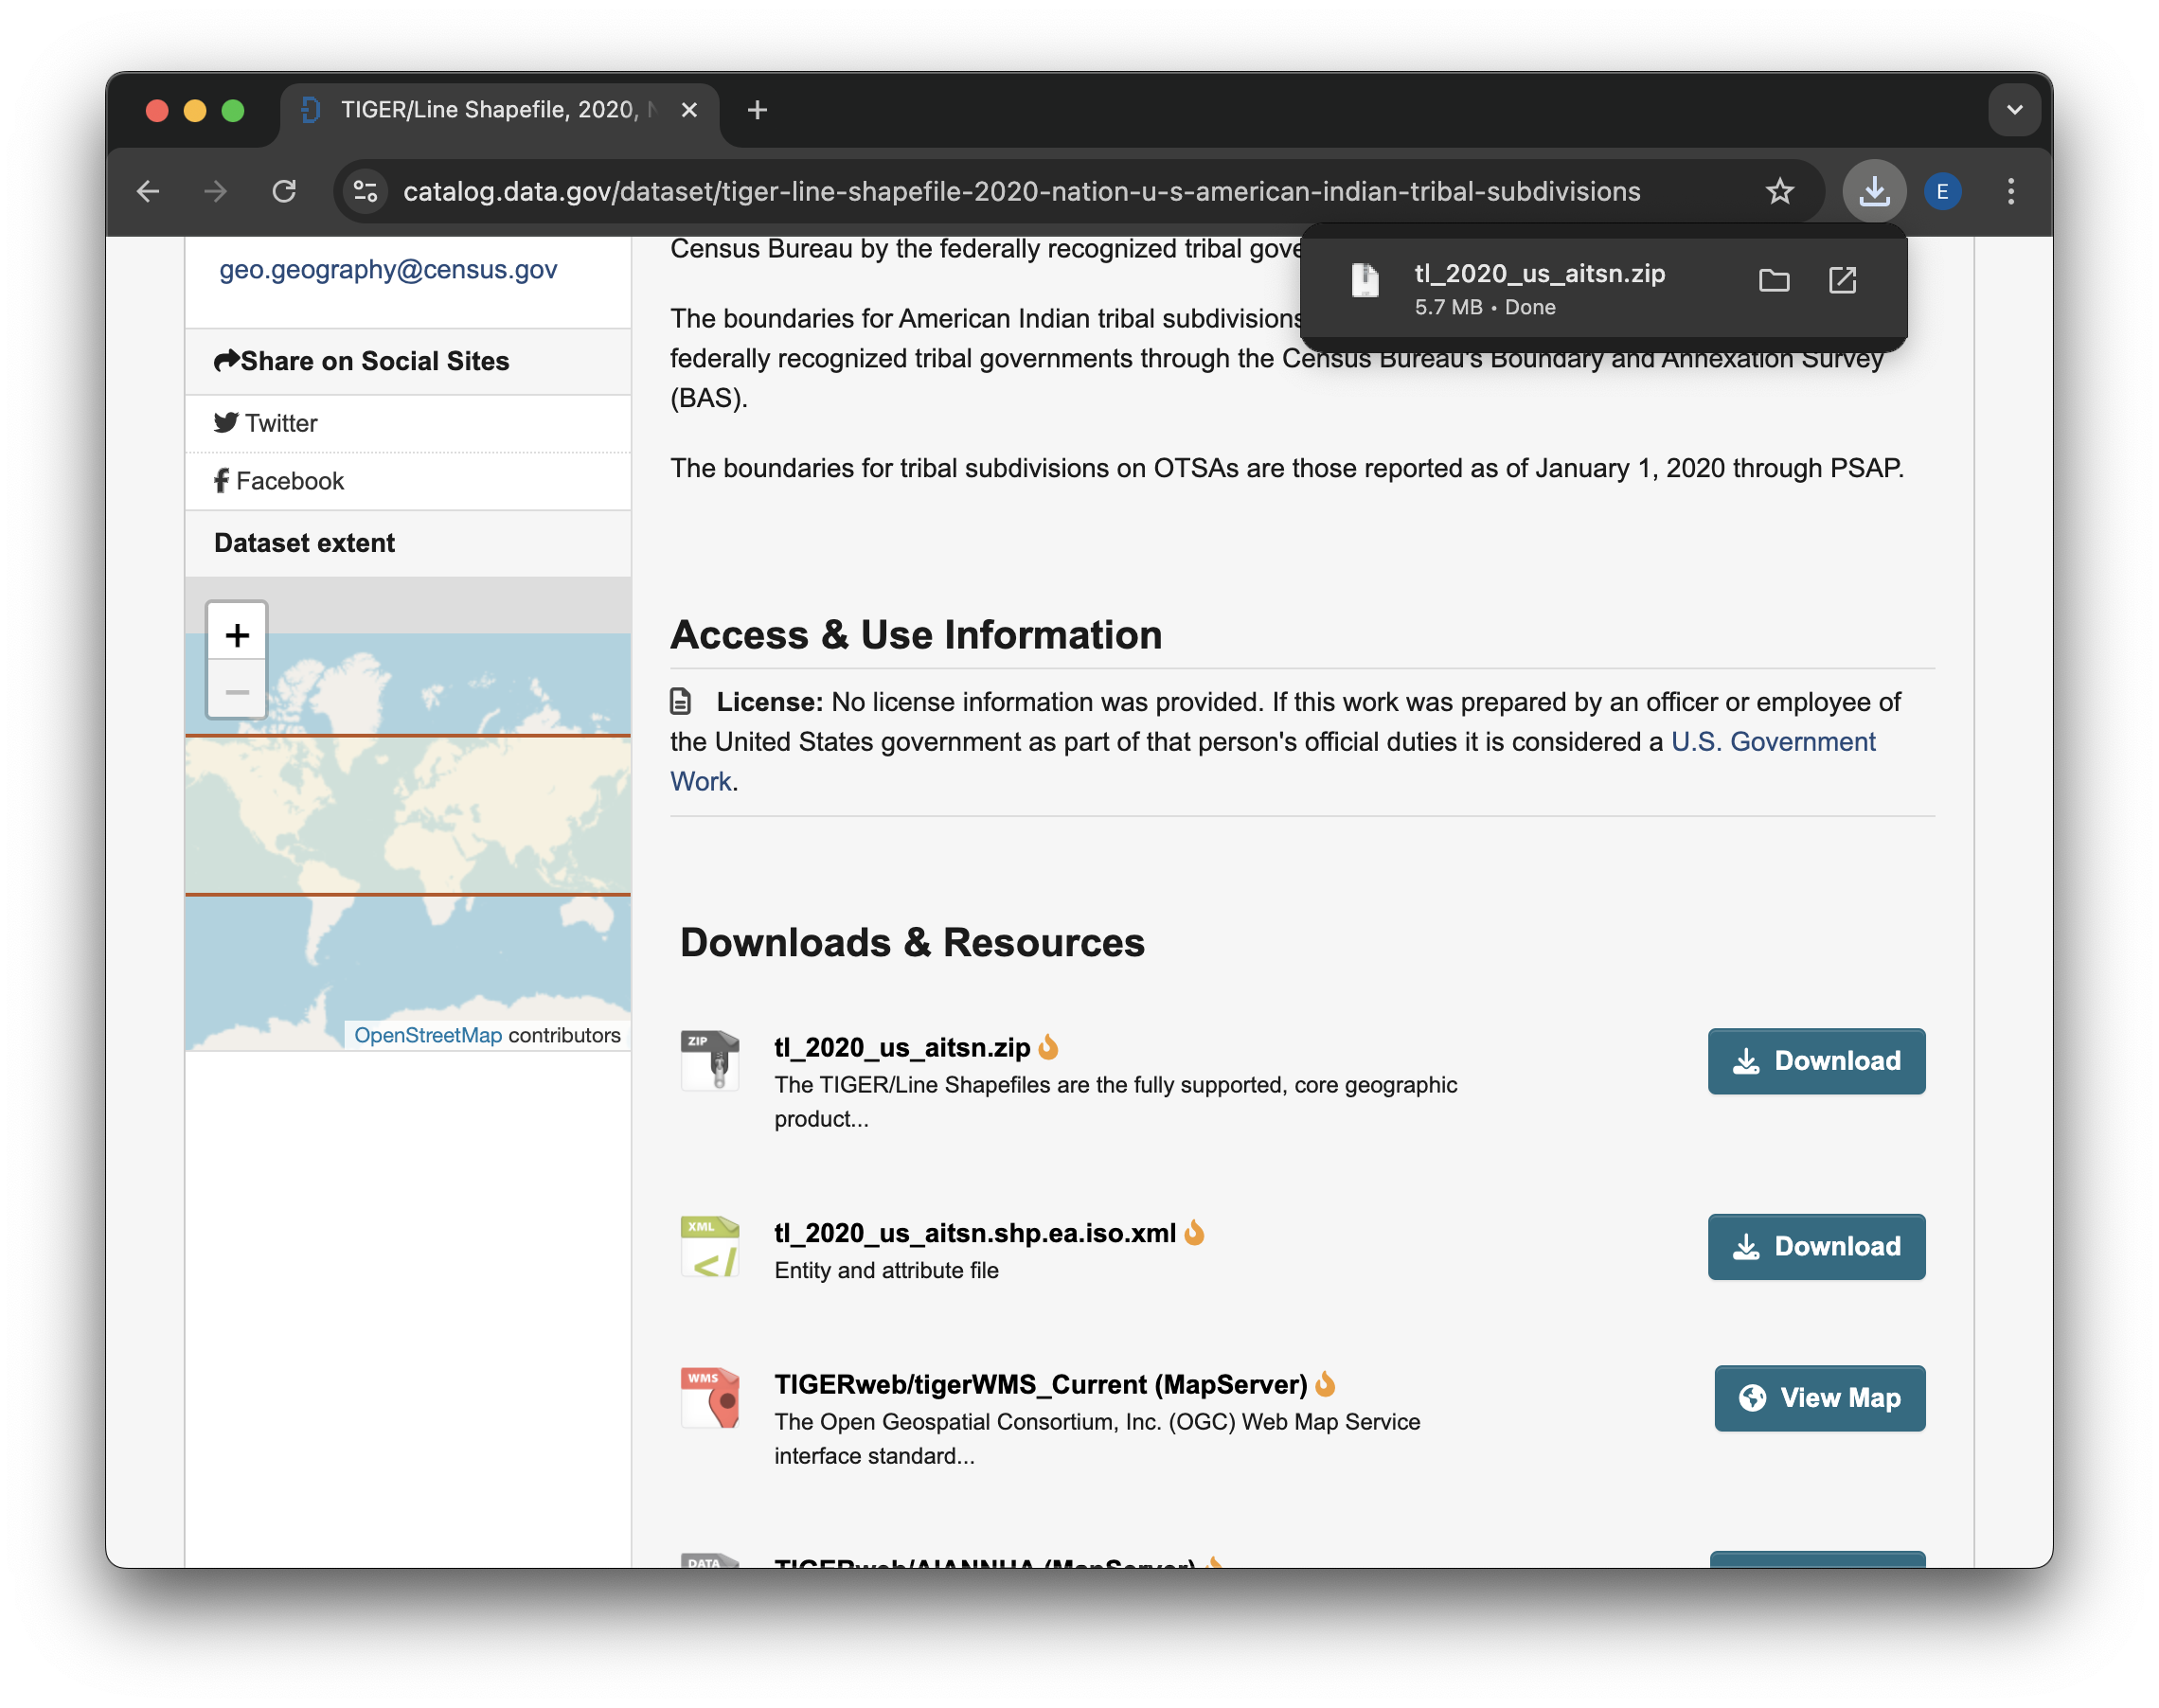 TIGER/Line Shapefile, 2020,
catalog.data.gov/dataset/tiger-line-shapefile-2020-nation-u-s-american-indian-tribal-subdivisions
E
tl_2020_us_aitsn.zip
5.7 MB • Done
geo.geography@census.gov
Share on Social Sites
Twitter
Facebook
Dataset extent
+
−
OpenStreetMap contributors
Census Bureau by the federally recognized tribal gove
The boundaries for American Indian tribal subdivisions
federally recognized tribal governments through the Census Bureau's Boundary and Annexation Survey
(BAS).
The boundaries for tribal subdivisions on OTSAs are those reported as of January 1, 2020 through PSAP.
Access & Use Information
License: No license information was provided. If this work was prepared by an officer or employee of
the United States government as part of that person's official duties it is considered a U.S. Government
Work.
Downloads & Resources
ZIP
tl_2020_us_aitsn.zip
The TIGER/Line Shapefiles are the fully supported, core geographic
product...
Download
XML
</
tl_2020_us_aitsn.shp.ea.iso.xml
Entity and attribute file
Download
WMS
TIGERweb/tigerWMS_Current (MapServer)
The Open Geospatial Consortium, Inc. (OGC) Web Map Service
interface standard...
View Map
DATA
TIGERweb/AIANNHA (MapServer)